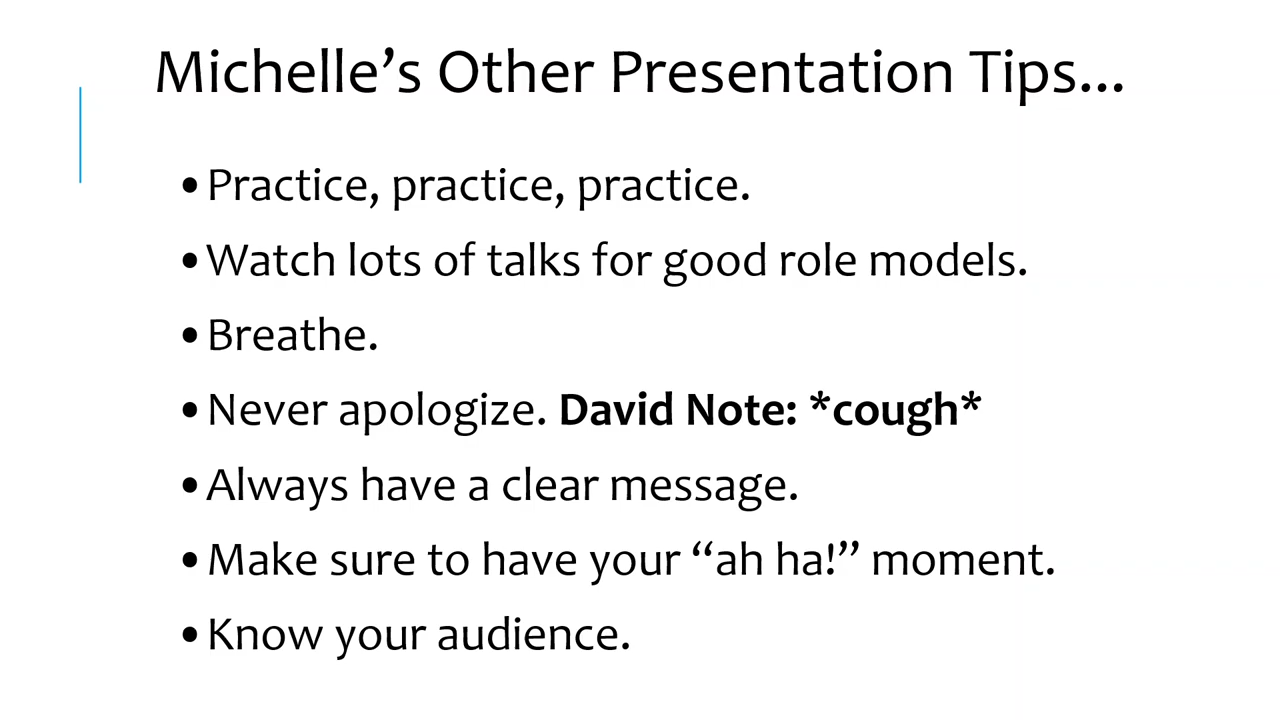 Michelle’s Other Presentation Tips...
•Practice, practice, practice.
•Watch lots of talks for good role models.
•Breathe.
•Never apologize. David Note: *cough*
•Always have a clear message.
•Make sure to have your “ah ha!” moment.
•Know your audience.